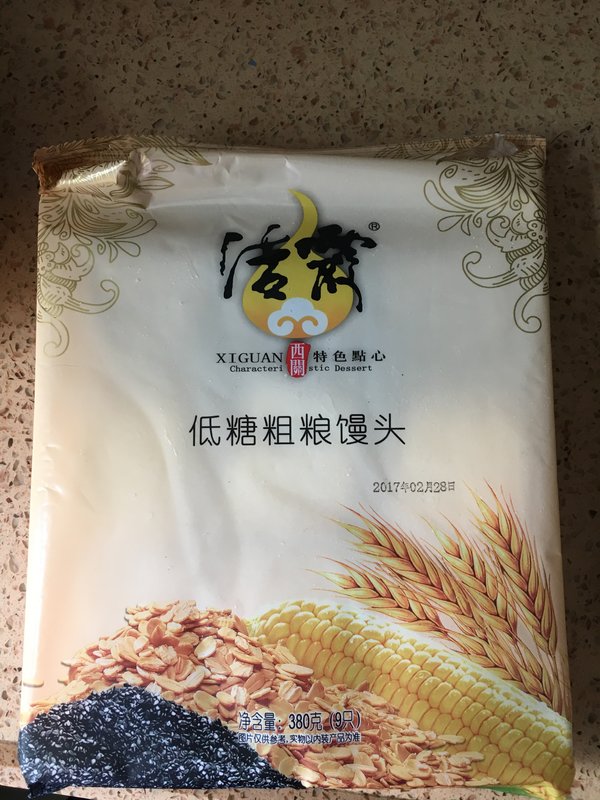 活龄®
XIGUAN 西關 特色點心
Characteristic Dessert
低糖粗粮馒头
2017年02月28日
净含量：380克（9只）
图片仅供参考，实物以内装产品为准